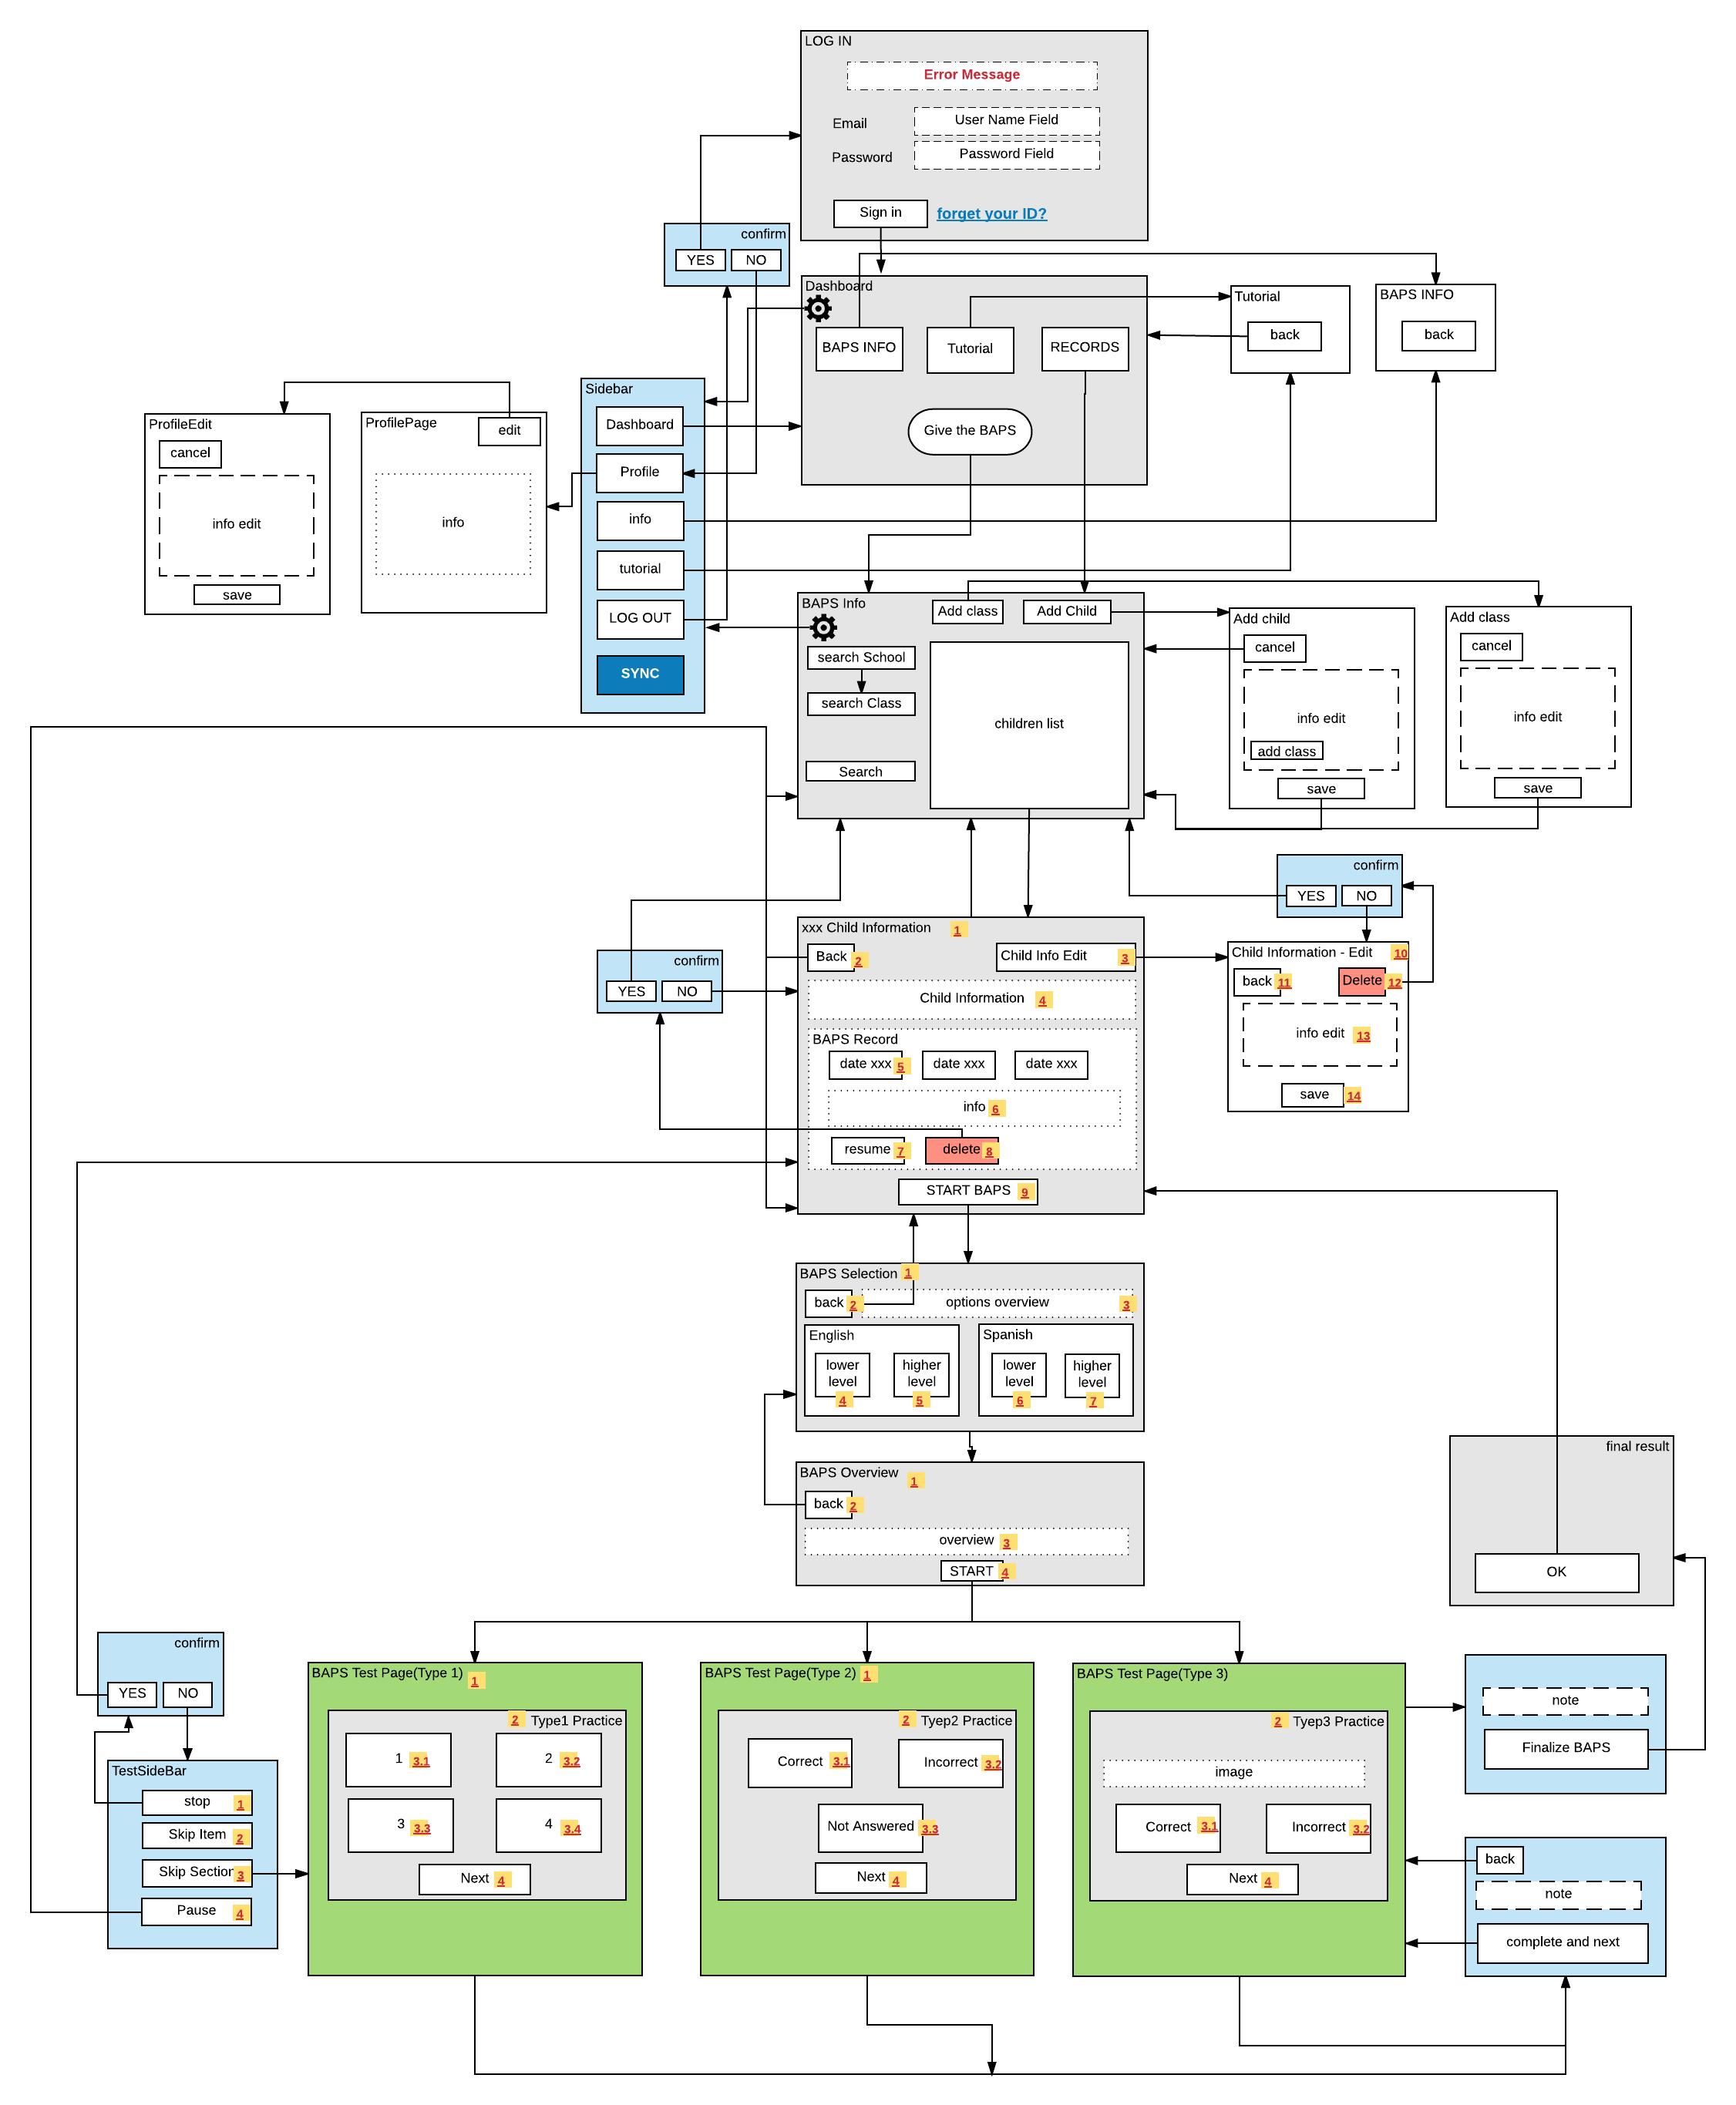 LOG IN
Error Message
Email
User Name Field
Password
Password Field
Sign in
forget your ID?
confirm
YES
NO
Dashboard
BAPS INFO
Tutorial
RECORDS
Give the BAPS
Tutorial
back
BAPS INFO
back
Sidebar
Dashboard
Profile
info
tutorial
LOG OUT
SYNC
ProfileEdit
cancel
info edit
save
ProfilePage
edit
info
BAPS Info
Add class
Add Child
search School
search Class
Search
children list
Add child
cancel
info edit
add class
save
Add class
cancel
info edit
save
confirm
YES
NO
confirm
YES
NO
xxx Child Information 1
Back 2
Child Info Edit 3
Child Information 4
BAPS Record
date xxx 5
date xxx
date xxx
info 6
resume 7
delete 8
START BAPS 9
Child Information - Edit 10
back 11
Delete 12
info edit 13
save 14
BAPS Selection 1
back 2
options overview 3
English
lower
level
4
higher
level
5
Spanish
lower
level
6
higher
level
7
BAPS Overview 1
back 2
overview 3
START 4
final result
OK
confirm
YES
NO
TestSideBar
stop 1
Skip Item 2
Skip Section 3
Pause 4
BAPS Test Page(Type 1) 1
2 Type1 Practice
1 3.1
2 3.2
3 3.3
4 3.4
Next 4
BAPS Test Page(Type 2) 1
2 Tyep2 Practice
Correct 3.1
Incorrect 3.2
Not Answered 3.3
Next 4
BAPS Test Page(Type 3)
2 Tyep3 Practice
image
Correct 3.1
Incorrect 3.2
Next 4
note
Finalize BAPS
back
note
complete and next